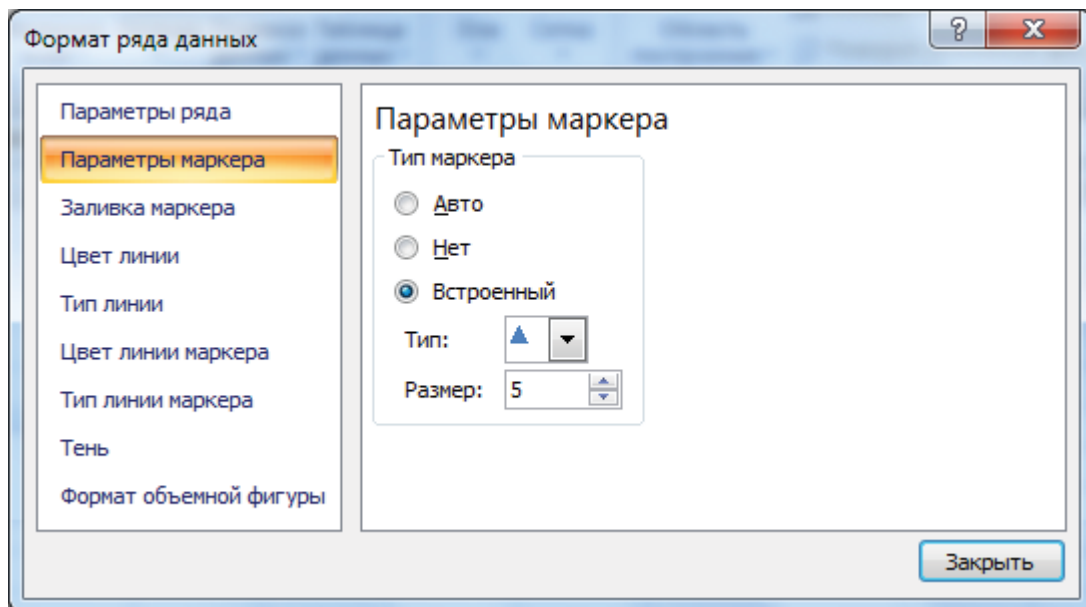 Формат ряда данных
?
X
Параметры ряда
Параметры маркера
Заливка маркера
Цвет линии
Тип линии
Цвет линии маркера
Тип линии маркера
Тень
Формат объемной фигуры
Параметры маркера
Тип маркера
Авто
Нет
Встроенный
Тип:
Размер: 5
Закрыть